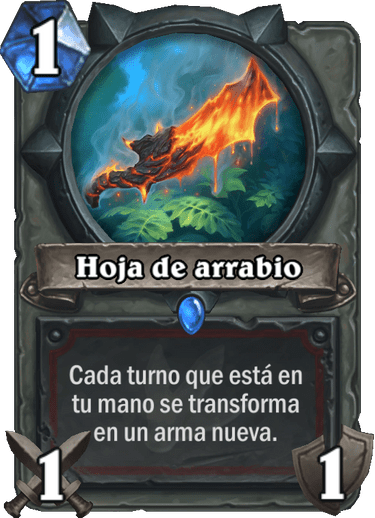 1
Hoja de arrabio
Cada turno que está en
tu mano se transforma
en un arma nueva.
1
1